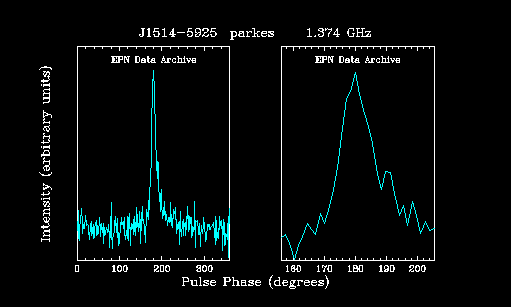 J1514-5925 parkes 1.374 GHz
EPN Data Archive EPN Data Archive
Intensity (arbitrary units)
0 100 200 300 160 170 180 190 200
Pulse Phase (degrees)